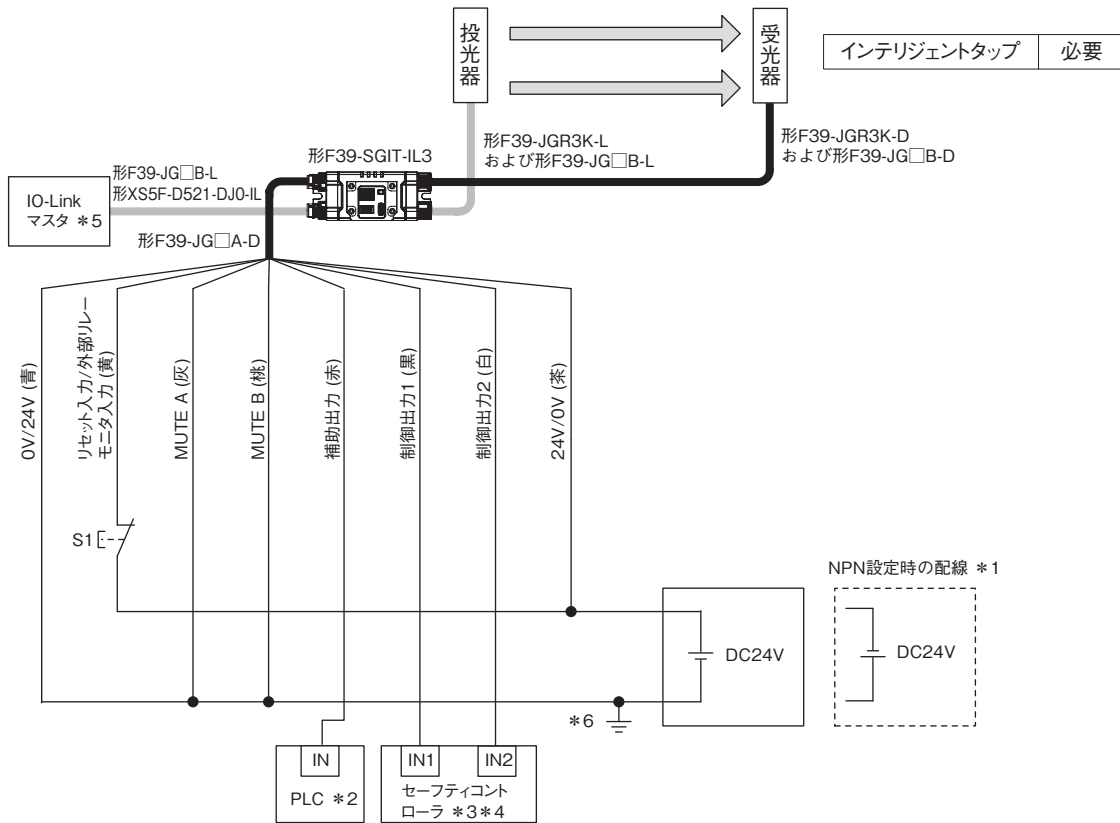 投光器
受光器
インテリジェントタップ 必要
形F39-JGR3K-L
および形F39-JG□B-L
形F39-JGR3K-D
および形F39-JG□B-D
形F39-SGIT-IL3
形F39-JG□B-L
形XS5F-D521-DJ0-IL
IO-Link
マスタ *5
形F39-JG□A-D
0V/24V (青)
リセット入力/外部リレー
モニタ入力 (黄)
MUTE A (灰)
MUTE B (桃)
補助出力 (赤)
制御出力1 (黒)
制御出力2 (白)
24V/0V (茶)
S1
NPN設定時の配線 *1
DC24V
DC24V
*6
IN
PLC *2
IN1
IN2
セーフティコント
ローラ *3*4